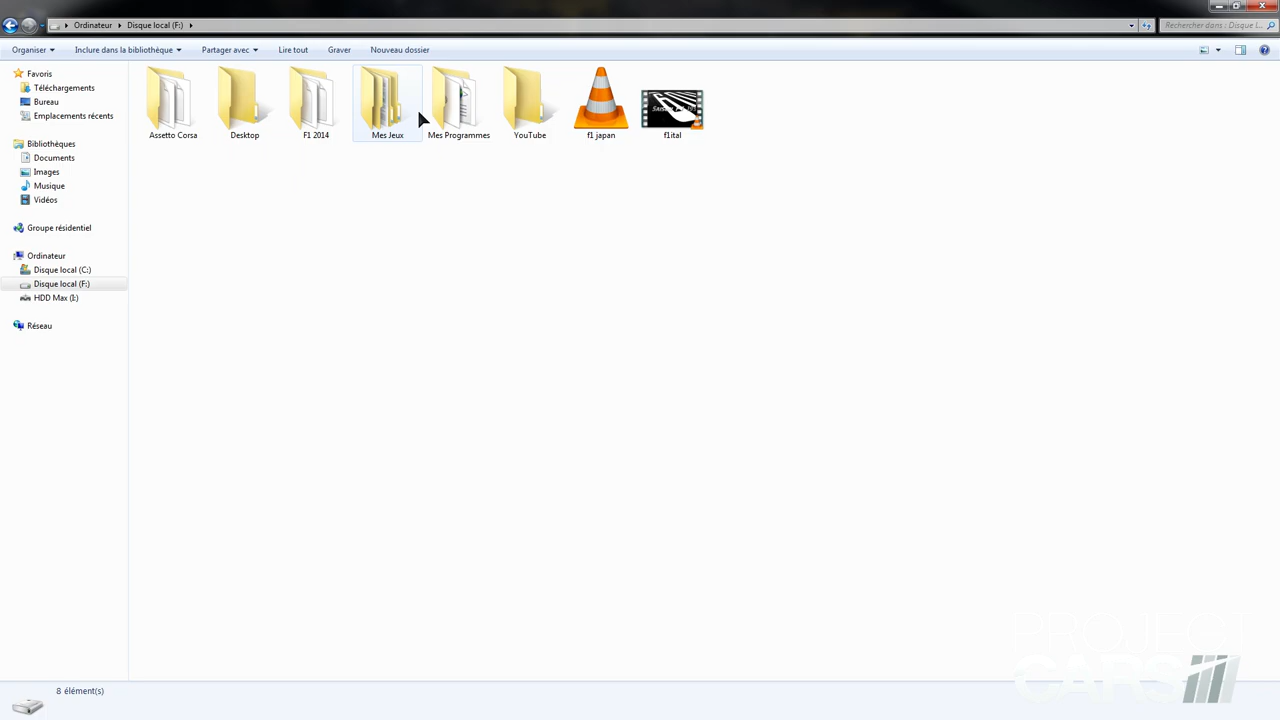 Ordinateur
Disque local (F:)
Rechercher dans : Disque l...
Organiser
Inclure dans la bibliothèque
Partager avec
Lire tout
Graver
Nouveau dossier
Favoris
Téléchargements
Bureau
Emplacements récents
Bibliothèques
Documents
Images
Musique
Vidéos
Groupe résidentiel
Ordinateur
Disque local (C:)
Disque local (F:)
HDD Max (I:)
Réseau
Assetto Corsa
Desktop
F1 2014
Mes Jeux
Mes Programmes
YouTube
f1 japan
f1ital
8 élément(s)
PROJECT
CARS